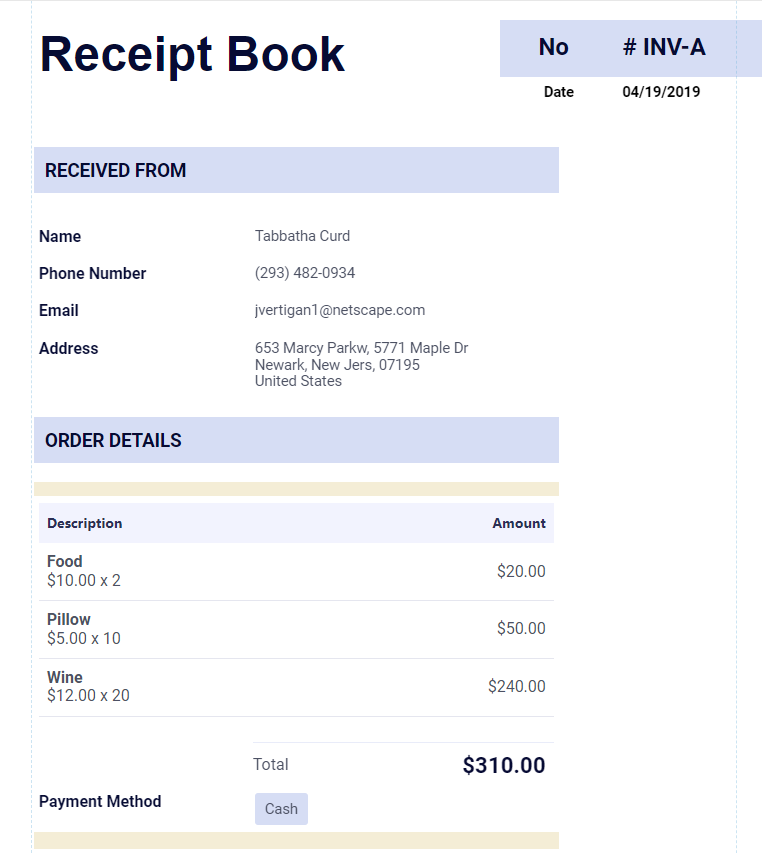 Receipt Book
No # INV-A
Date 04/19/2019
RECEIVED FROM
Name Tabbatha Curd
Phone Number (293) 482-0934
Email jvertigan1@netscape.com
Address 653 Marcy Parkw, 5771 Maple Dr
Newark, New Jers, 07195
United States
ORDER DETAILS
Description Amount
Food
$10.00 x 2 $20.00
Pillow
$5.00 x 10 $50.00
Wine
$12.00 x 20 $240.00
Total $310.00
Payment Method Cash